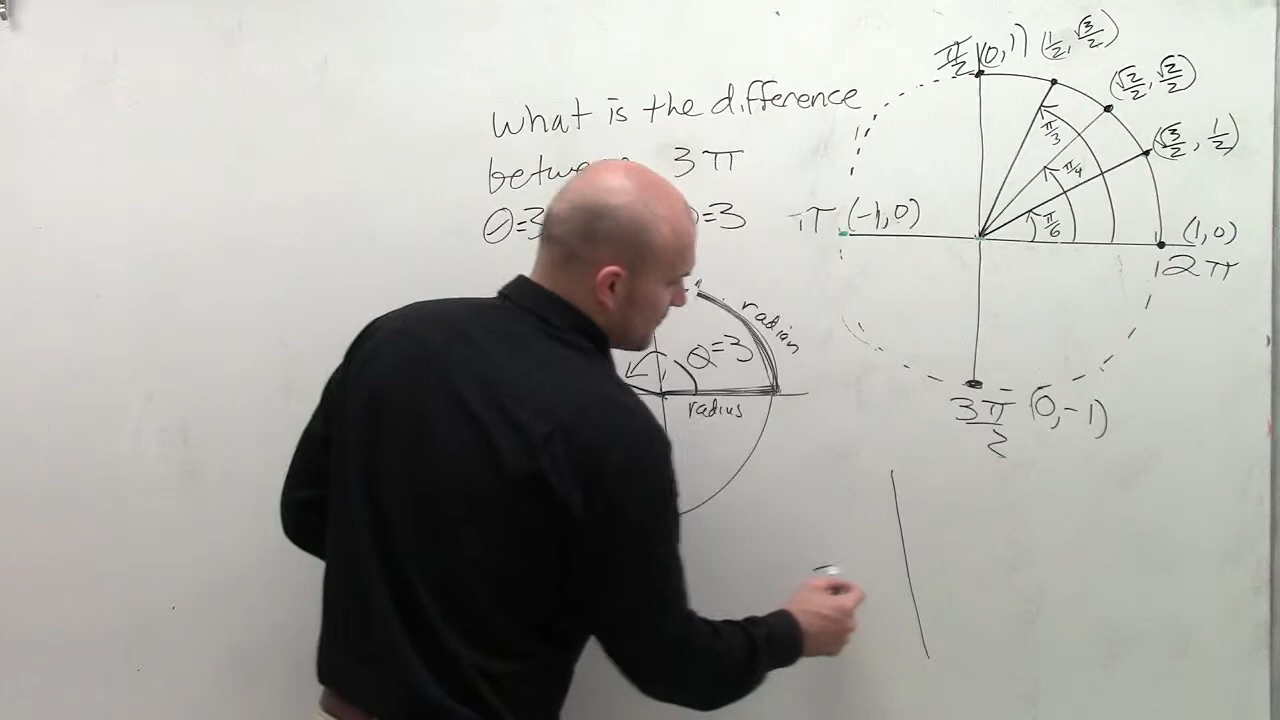 What is the difference
3π
θ=3
=3
π/2 (0,1) (1/2, √3/2)
(√2/2, √2/2)
(√3/2, 1/2)
π/3
π/4
π/6
π (-1,0)
(1,0)
2π
3π/2 (0,-1)
radian
θ=3
radius